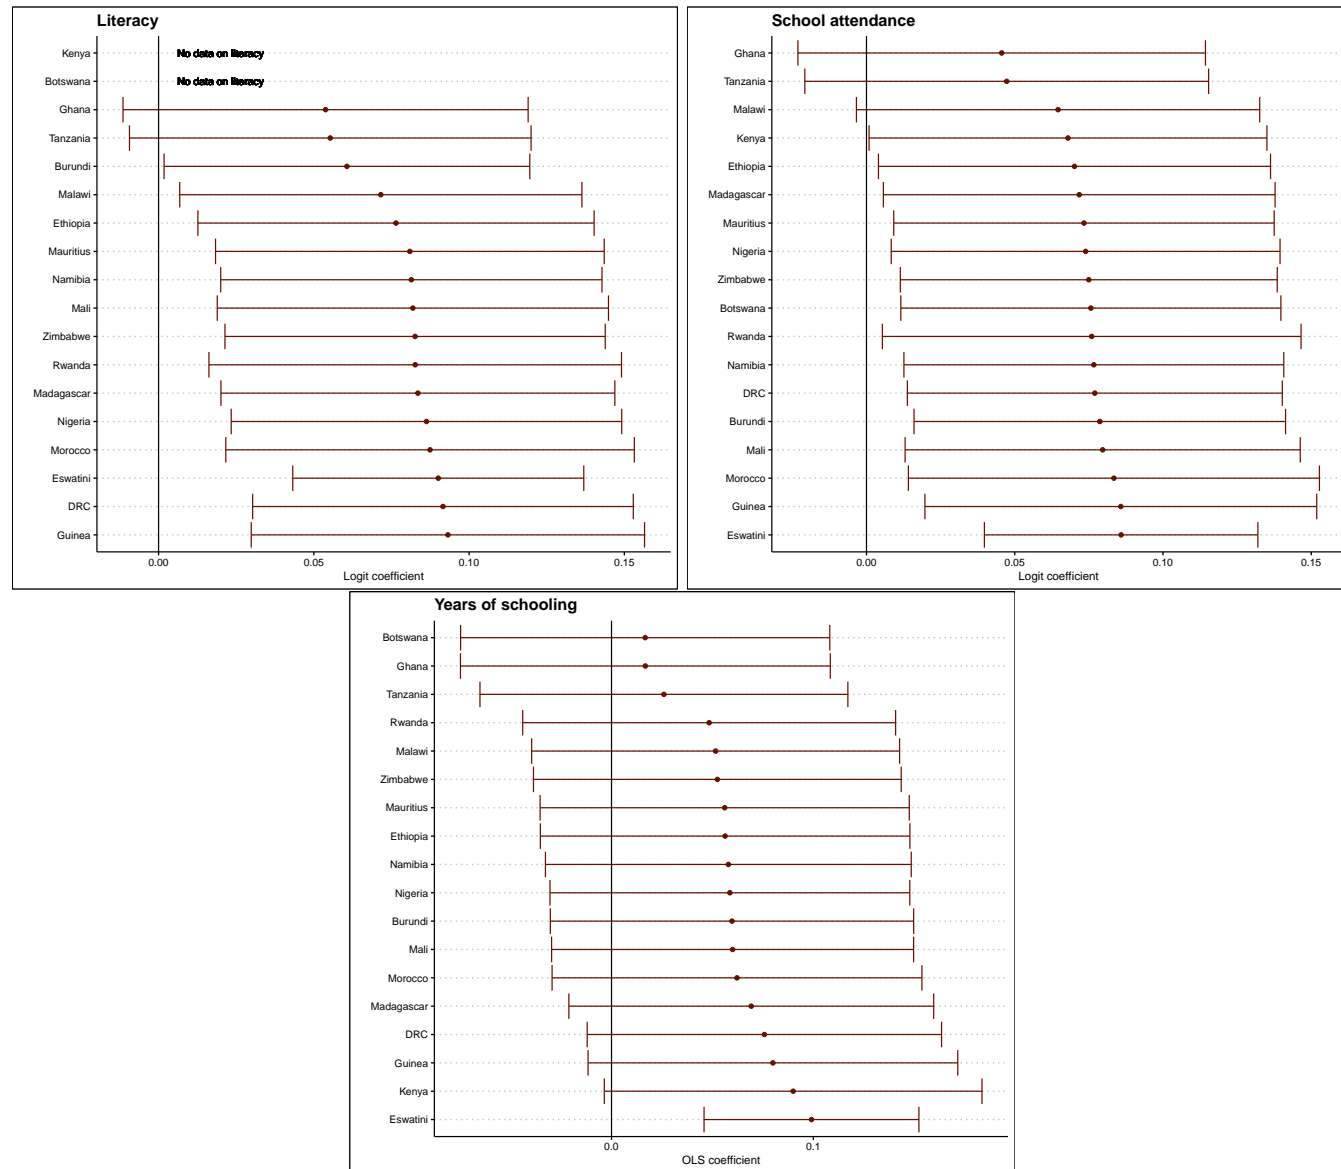 Literacy
Kenya
No data on literacy
Botswana
No data on literacy
Ghana
Tanzania
Burundi
Malawi
Ethiopia
Mauritius
Namibia
Mali
Zimbabwe
Rwanda
Madagascar
Nigeria
Morocco
Eswatini
DRC
Guinea
0.00 0.05 0.10 0.15
Logit coefficient
School attendance
Ghana
Tanzania
Malawi
Kenya
Ethiopia
Madagascar
Mauritius
Nigeria
Zimbabwe
Botswana
Rwanda
Namibia
DRC
Burundi
Mali
Morocco
Guinea
Eswatini
0.00 0.05 0.10 0.15
Logit coefficient
Years of schooling
Botswana
Ghana
Tanzania
Rwanda
Malawi
Zimbabwe
Mauritius
Ethiopia
Namibia
Nigeria
Burundi
Mali
Morocco
Madagascar
DRC
Guinea
Kenya
Eswatini
0.0 0.1
OLS coefficient